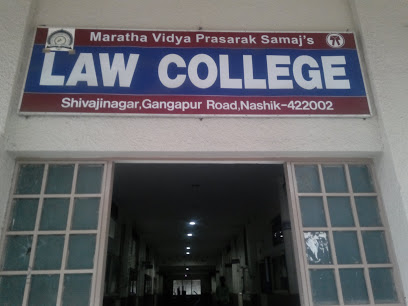 Maratha Vidya Prasarak Samaj's
LAW COLLEGE
Shivajinagar,Gangapur Road,Nashik-422002